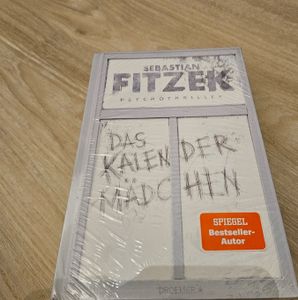 SEBASTIAN
FITZEK
PSYCHOTHRILLER
DAS
KALENDER
MÄDCHEN
SPIEGEL
Bestseller-
Autor
DROEMER